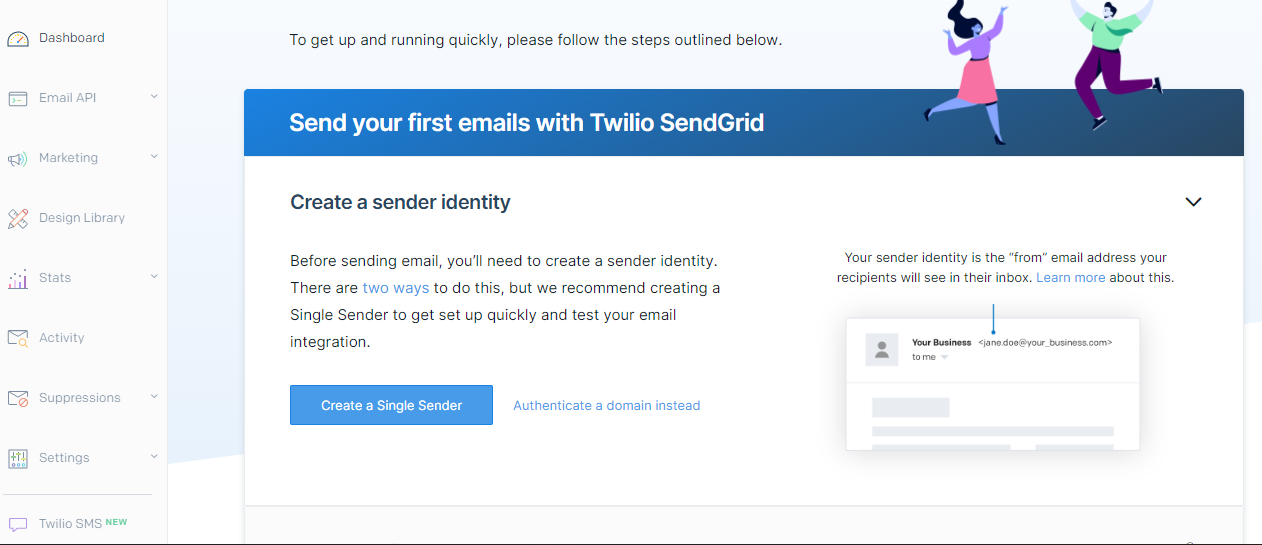 Dashboard
Email API
Marketing
Design Library
Stats
Activity
Suppressions
Settings
Twilio SMS NEW
To get up and running quickly, please follow the steps outlined below.
Send your first emails with Twilio SendGrid
Create a sender identity
Before sending email, you’ll need to create a sender identity.
There are two ways to do this, but we recommend creating a
Single Sender to get set up quickly and test your email
integration.
Create a Single Sender
Authenticate a domain instead
Your sender identity is the “from” email address your
recipients will see in their inbox. Learn more about this.
Your Business <jane.doe@your_business.com>
to me